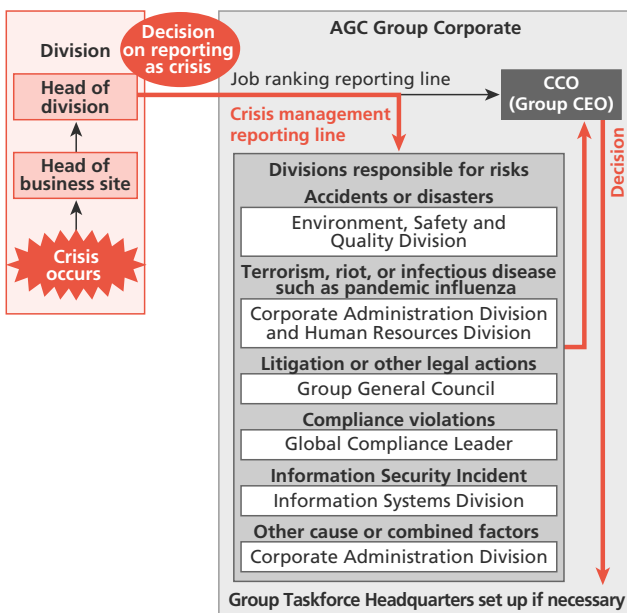 Division
Decision
on reporting
as crisis
Head of
division
Head of
business site
Crisis
occurs
AGC Group Corporate
Job ranking reporting line
CCO
(Group CEO)
Crisis management
reporting line
Decision
Divisions responsible for risks
Accidents or disasters
Environment, Safety and
Quality Division
Terrorism, riot, or infectious disease
such as pandemic influenza
Corporate Administration Division
and Human Resources Division
Litigation or other legal actions
Group General Council
Compliance violations
Global Compliance Leader
Information Security Incident
Information Systems Division
Other cause or combined factors
Corporate Administration Division
Group Taskforce Headquarters set up if necessary